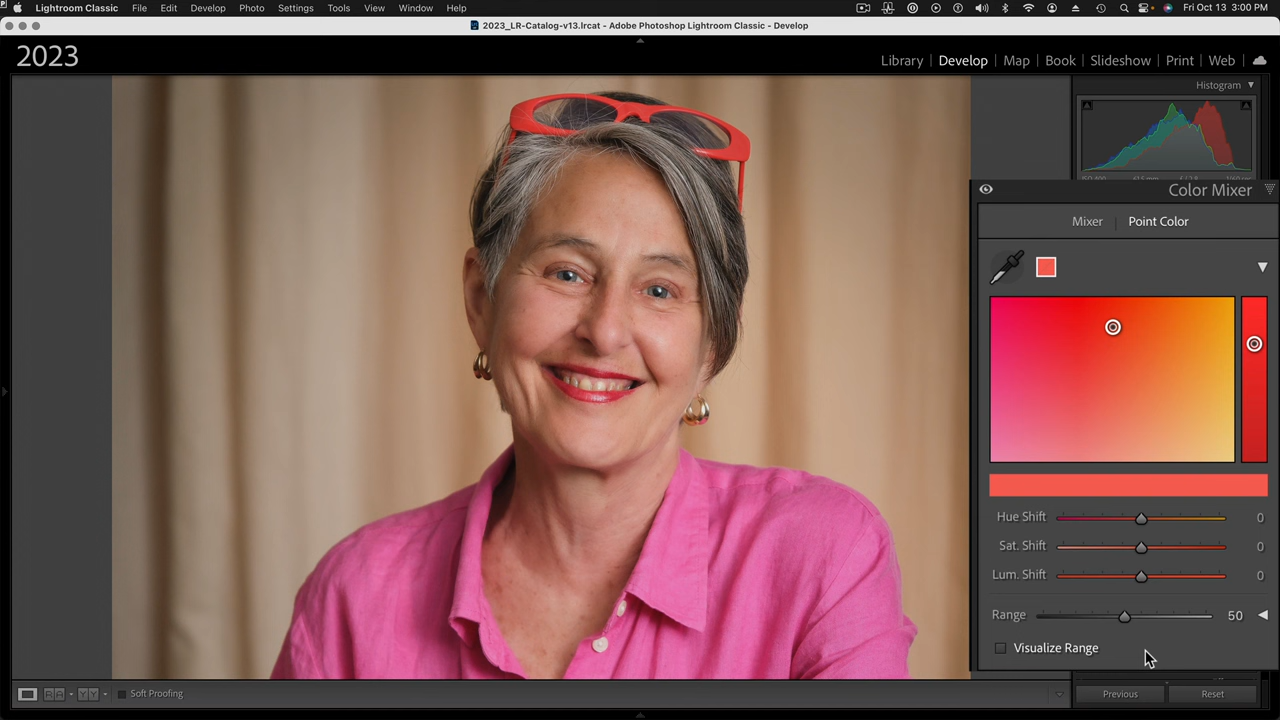 Lightroom Classic File Edit Develop Photo Settings Tools View Window Help Fri Oct 13 3:00 PM
2023_LR-Catalog-v13.lrcat - Adobe Photoshop Lightroom Classic - Develop
2023
Library | Develop | Map | Book | Slideshow | Print | Web
Histogram
ISO 400
Color Mixer
Mixer | Point Color
Hue Shift 0
Sat. Shift 0
Lum. Shift 0
Range 50
Visualize Range
Soft Proofing
Previous Reset